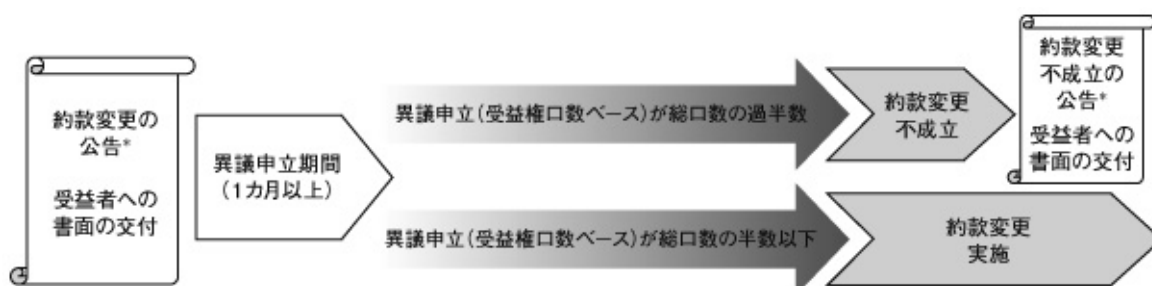 約款変更の
公告*
受益者への
書面の交付
異議申立期間
(1カ月以上)
異議申立(受益権口数ベース)が総口数の過半数
約款変更
不成立
約款変更
不成立の
公告*
受益者への
書面の交付
異議申立(受益権口数ベース)が総口数の半数以下
約款変更
実施